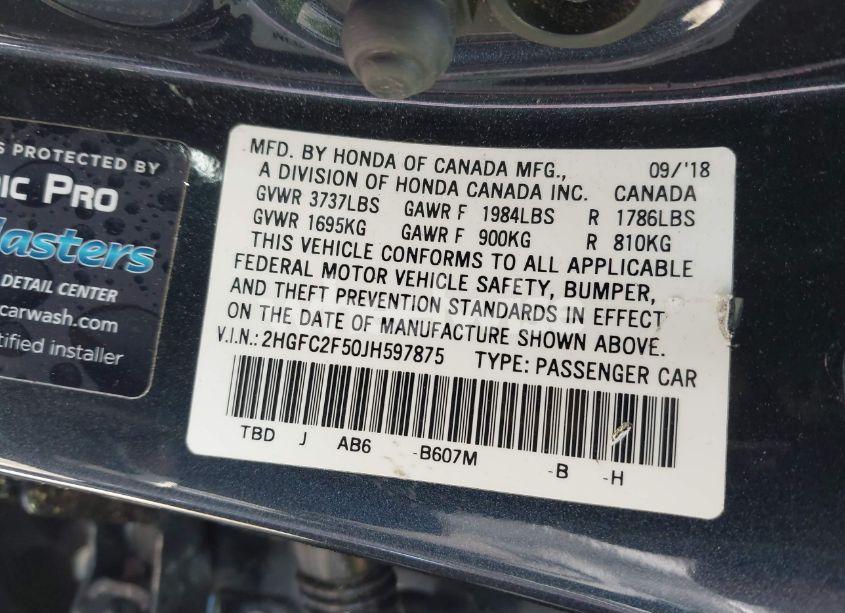 S PROTECTED BY
IC PRO
asters
DETAIL CENTER
carwash.com
tified installer
MFD. BY HONDA OF CANADA MFG., 09/'18
A DIVISION OF HONDA CANADA INC. CANADA
GVWR 3737LBS GAWR F 1984LBS R 1786LBS
GVWR 1695KG GAWR F 900KG R 810KG
THIS VEHICLE CONFORMS TO ALL APPLICABLE
FEDERAL MOTOR VEHICLE SAFETY, BUMPER,
AND THEFT PREVENTION STANDARDS IN EFFECT
ON THE DATE OF MANUFACTURE SHOWN ABOVE.
V.I.N.: 2HGFC2F50JH597875 TYPE: PASSENGER CAR
TBD J AB6 -B607M -B -H